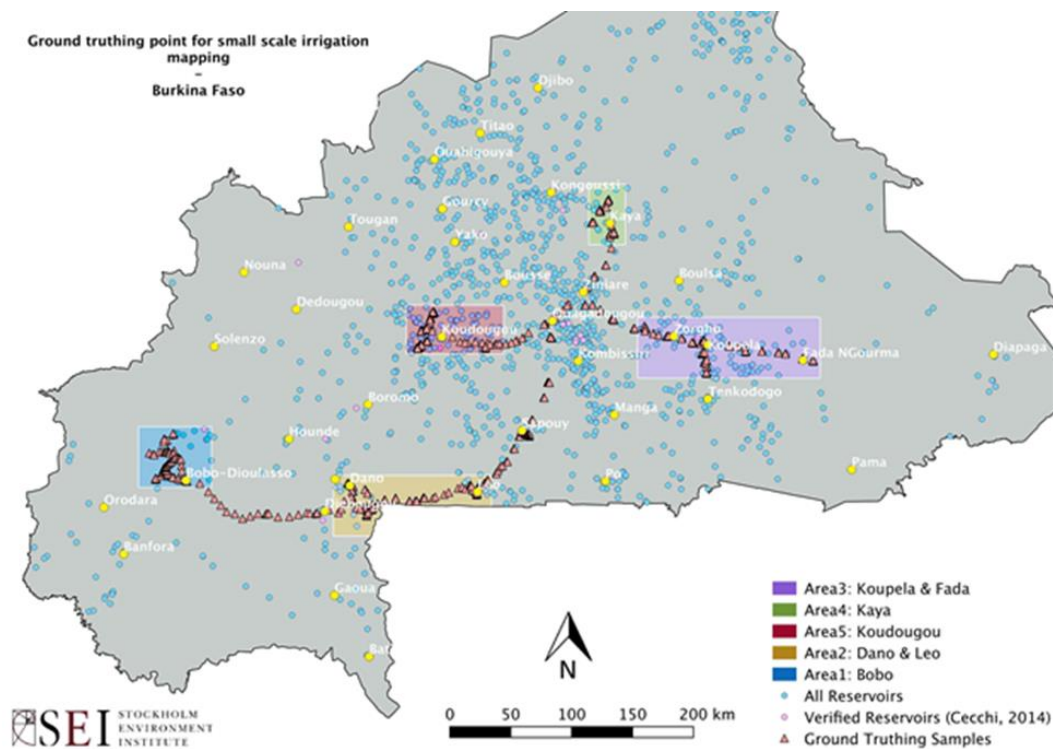 Ground truthing point for small scale irrigation
mapping
–
Burkina Faso
Djibo
Titao
Ouahigouya
Kongoussi
Gourcy
Kaya
Tougan
Yako
Nouna
Bousse
Boulsa
Ziniare
Dedougou
Ouagadougou
Koudougou
Zorgho
Solenzo
Koupela
Kombissiri
Fada NGourma
Diapaga
Boromo
Tenkodogo
Manga
Hounde
Sapouy
Bobo-Dioulasso
Dano
Leo
Po
Pama
Orodara
Banfora
Gaoua
Bat
Area3: Koupela & Fada
Area4: Kaya
Area5: Koudougou
Area2: Dano & Leo
Area1: Bobo
All Reservoirs
Verified Reservoirs (Cecchi, 2014)
Ground Truthing Samples
N
0 50 100 150 200 km
SEI STOCKHOLM
ENVIRONMENT
INSTITUTE